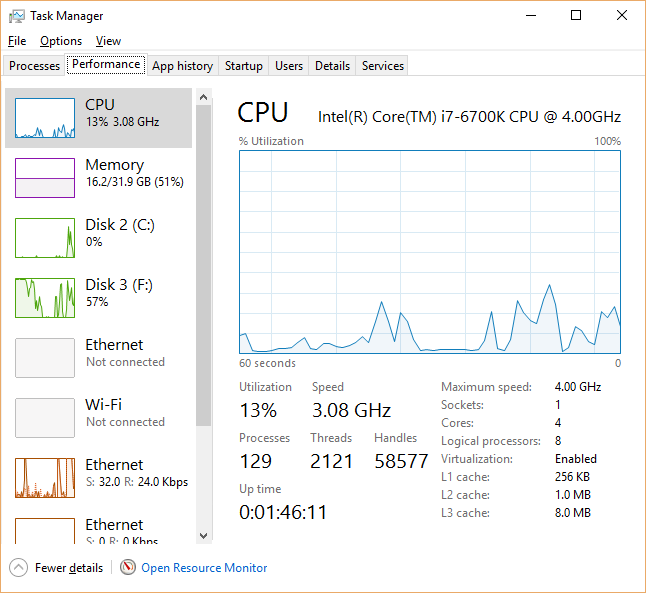 Task Manager
File Options View
Processes Performance App history Startup Users Details Services
CPU
13% 3.08 GHz
Memory
16.2/31.9 GB (51%)
Disk 2 (C:)
0%
Disk 3 (F:)
57%
Ethernet
Not connected
Wi-Fi
Not connected
Ethernet
S: 32.0 R: 24.0 Kbps
Ethernet
S: 0 R: 0 Kbps
CPU Intel(R) Core(TM) i7-6700K CPU @ 4.00GHz
% Utilization 100%
60 seconds 0
Utilization Speed
13% 3.08 GHz
Processes Threads Handles
129 2121 58577
Up time
0:01:46:11
Maximum speed: 4.00 GHz
Sockets: 1
Cores: 4
Logical processors: 8
Virtualization: Enabled
L1 cache: 256 KB
L2 cache: 1.0 MB
L3 cache: 8.0 MB
Fewer details Open Resource Monitor